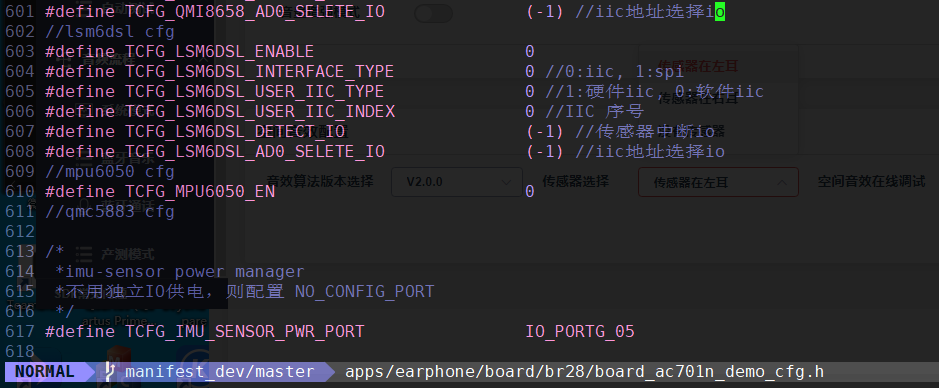 601 #define TCFG_QMI8658_AD0_SELETE_IO (-1) //iic地址选择io
602 //lsm6dsl cfg
603 #define TCFG_LSM6DSL_ENABLE 0
604 #define TCFG_LSM6DSL_INTERFACE_TYPE 0 //0:iic, 1:spi
传感器在左耳
605 #define TCFG_LSM6DSL_USER_IIC_TYPE 0 //1:硬件iic, 0:软件iic
传感器在右耳
606 #define TCFG_LSM6DSL_USER_IIC_INDEX 0 //IIC 序号
607 #define TCFG_LSM6DSL_DETECT_IO (-1) //传感器中断io
608 #define TCFG_LSM6DSL_AD0_SELETE_IO (-1) //iic地址选择io
609 //mpu6050 cfg
音效算法版本选择 V2.0.0 传感器选择 传感器在左耳 空间音效在线调试
610 #define TCFG_MPU6050_EN 0
611 //qmc5883 cfg
612
613 /*
产测模式
614  *imu-sensor power manager
615  *不用独立IO供电，则配置 NO_CONFIG_PORT
616  */
artus Prime
617 #define TCFG_IMU_SENSOR_PWR_PORT IO_PORTG_05
618
NORMAL manifest_dev/master apps/earphone/board/br28/board_ac701n_demo_cfg.h